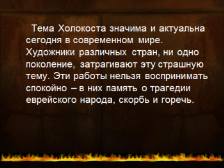 Тема Холокоста значима и актуальна
сегодня в современном мире.
Художники различных стран, ни одно
поколение, затрагивают эту страшную
тему. Эти работы нельзя воспринимать
спокойно – в них память о трагедии
еврейского народа, скорбь и горечь.